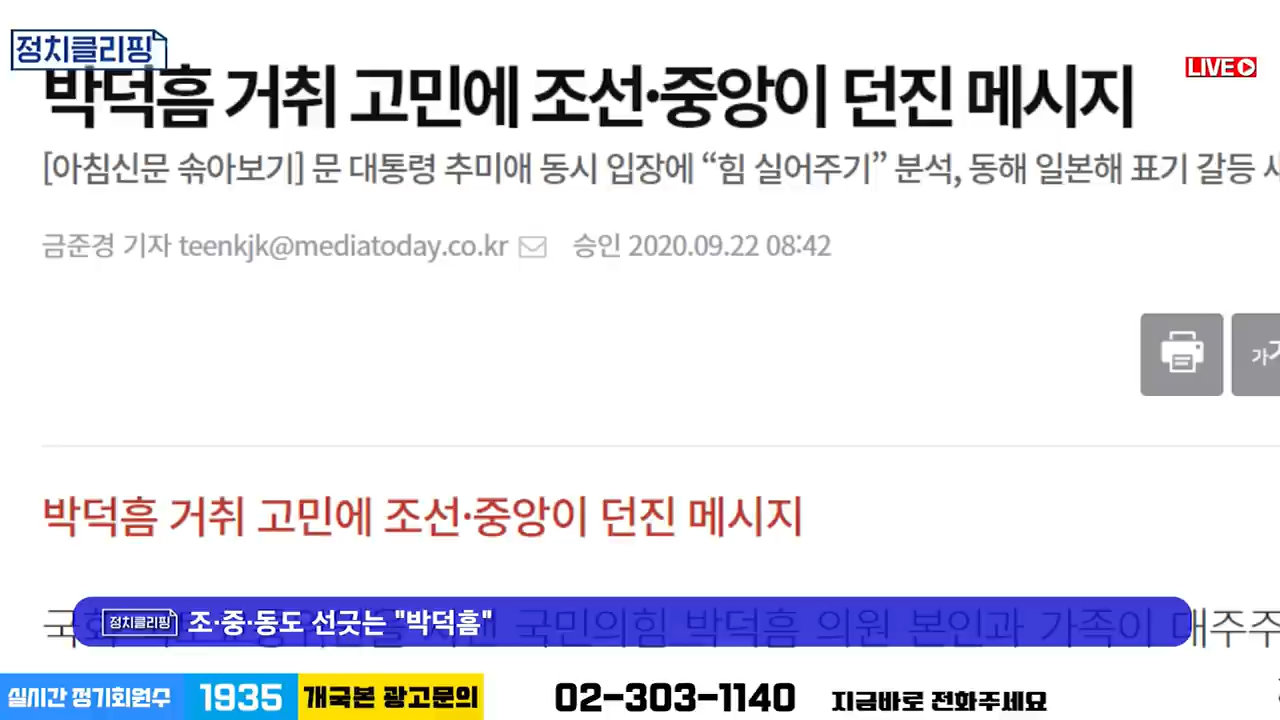 정치클리핑
LIVE
박덕흠 거취 고민에 조선·중앙이 던진 메시지
[아침신문 솎아보기] 문 대통령 추미애 동시 입장에 “힘 실어주기” 분석, 동해 일본해 표기 갈등
금준경 기자 teenkjk@mediatoday.co.kr 승인 2020.09.22 08:42
가
박덕흠 거취 고민에 조선·중앙이 던진 메시지
국민의힘 박덕흠 의원 본인과 가족이 대주주
정치클리핑 조·중·동도 선긋는 "박덕흠"
실시간 정기회원수 1935 개국본 광고문의 02-303-1140 지금바로 전화주세요